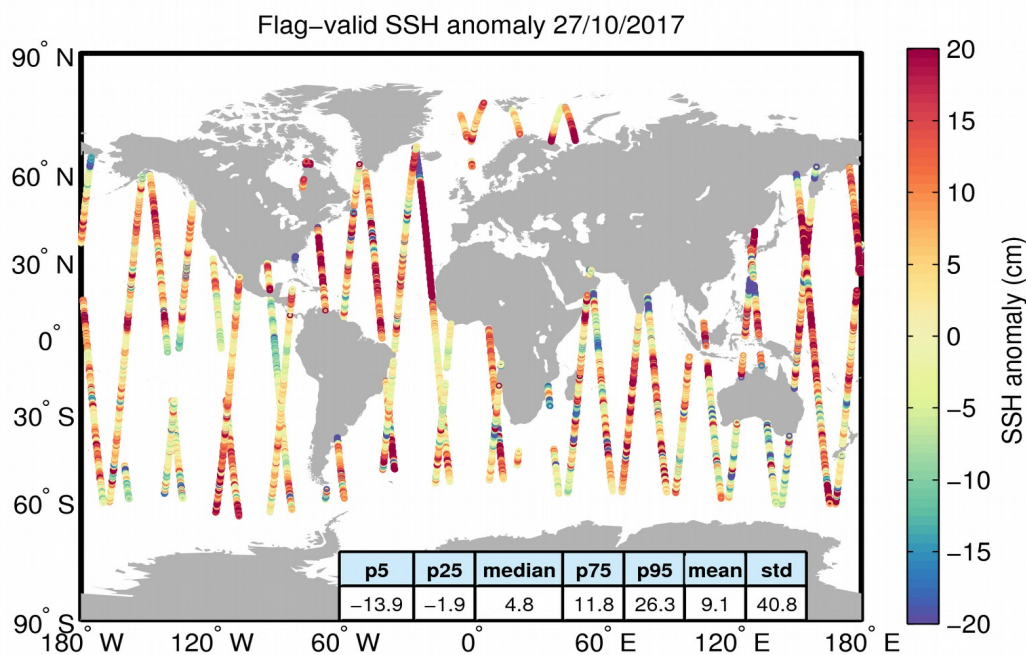 Flag−valid SSH anomaly 27/10/2017
90° N
60° N
30° N
0°
30° S
60° S
90° S
180° W
120° W
60° W
0°
60° E
120° E
180° E
p5 p25 median p75 p95 mean std
−13.9 −1.9 4.8 11.8 26.3 9.1 40.8
20
15
10
5
0
−5
−10
−15
−20
SSH anomaly (cm)